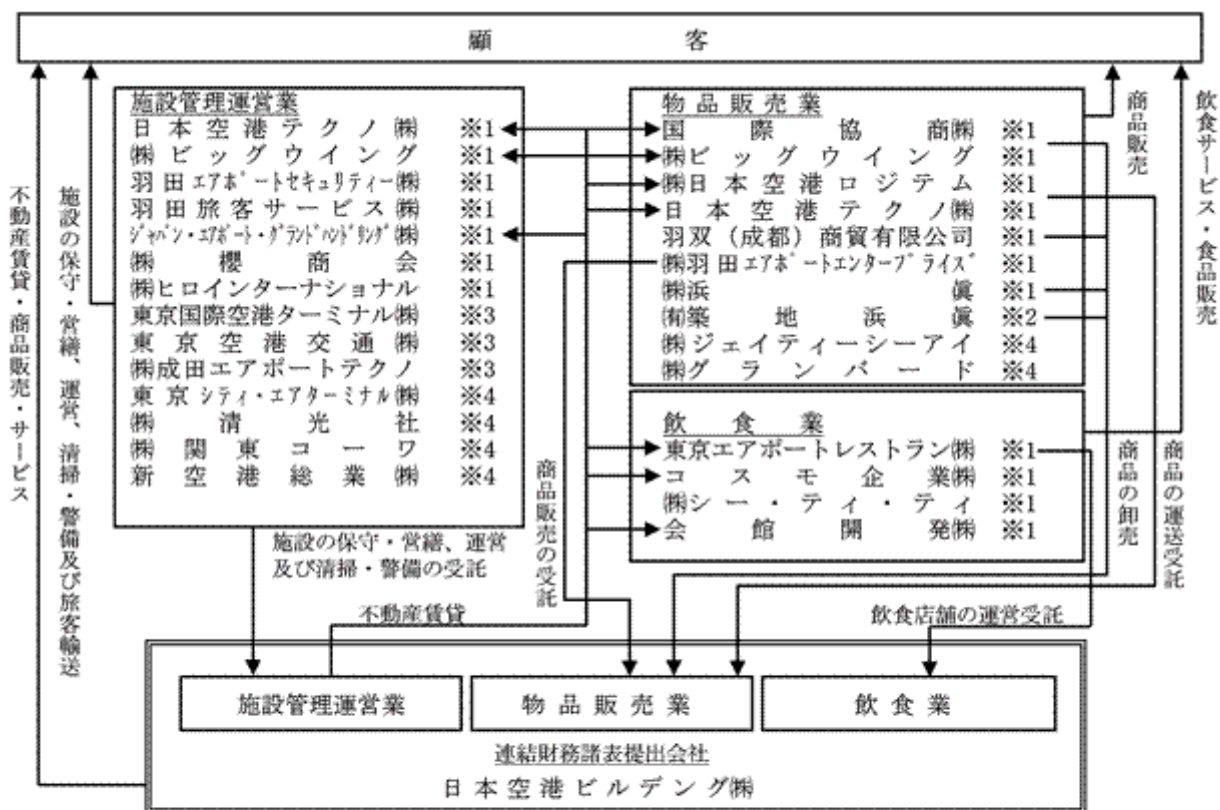 顧客
施設管理運営業
日本空港テクノ㈱ ※1
㈱ビッグウイング ※1
羽田エアポートセキュリティー㈱ ※1
羽田旅客サービス㈱ ※1
ジャパン・エアポート・グランドハンドリング㈱ ※1
㈱櫻商会 ※1
㈱ヒロインターナショナル ※1
東京国際空港ターミナル㈱ ※3
東京空港交通㈱ ※3
㈱成田エアポートテクノ ※3
東京シティ・エアターミナル㈱ ※4
㈱清光社 ※4
㈱関東コーワ ※4
新空港総業㈱ ※4
物品販売業
国際協商㈱ ※1
㈱ビッグウイング ※1
㈱日本空港ロジテム ※1
日本空港テクノ㈱ ※1
羽双（成都）商貿有限公司 ※1
㈱羽田エアポートエンタープライズ ※1
㈱浜眞 ※1
㈲築地浜眞 ※2
㈱ジェイティーシーアイ ※4
㈱グランバード ※4
飲食業
東京エアポートレストラン㈱ ※1
コスモ企業㈱ ※1
㈱シー・ティ・ティ ※1
会館開発㈱ ※1
商品販売
飲食サービス・食品販売
不動産賃貸・商品販売・サービス
施設の保守・営繕、運営、清掃・警備及び旅客輸送
商品販売の受託
商品の卸売
商品の運送受託
施設の保守・営繕、運営
及び清掃・警備の受託
不動産賃貸
飲食店舗の運営受託
施設管理運営業
物品販売業
飲食業
連結財務諸表提出会社
日本空港ビルデング㈱